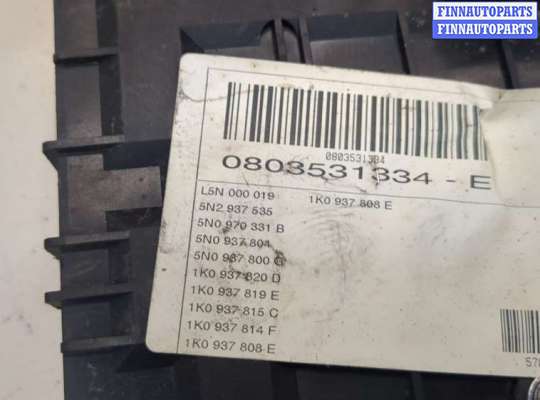 FINNAUTOPARTS
FINNAUTOPARTS
FINNAUTOPARTS
0803531334
0803531334 - E
L5N 000 019 1K0 937 808 E
5N2 937 535
5N0 970 331 B
5N0 937 804
5N0 937 800 G
1K0 937 820 D
1K0 937 819 E
1K0 937 815 C
1K0 937 814 F
1K0 937 808 E